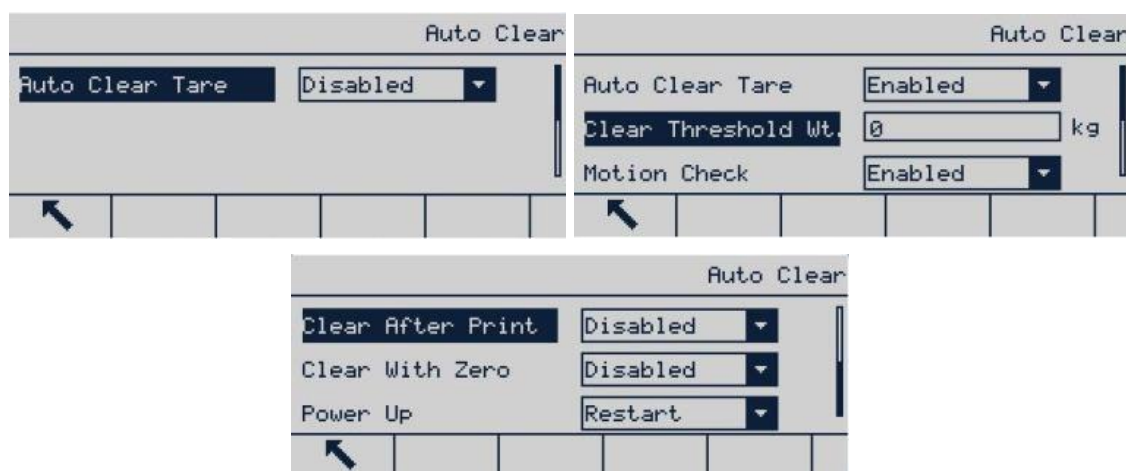 Auto Clear
Auto Clear Tare Disabled
Auto Clear
Auto Clear Tare Enabled
Clear Threshold Wt. 0 kg
Motion Check Enabled
Auto Clear
Clear After Print Disabled
Clear With Zero Disabled
Power Up Restart